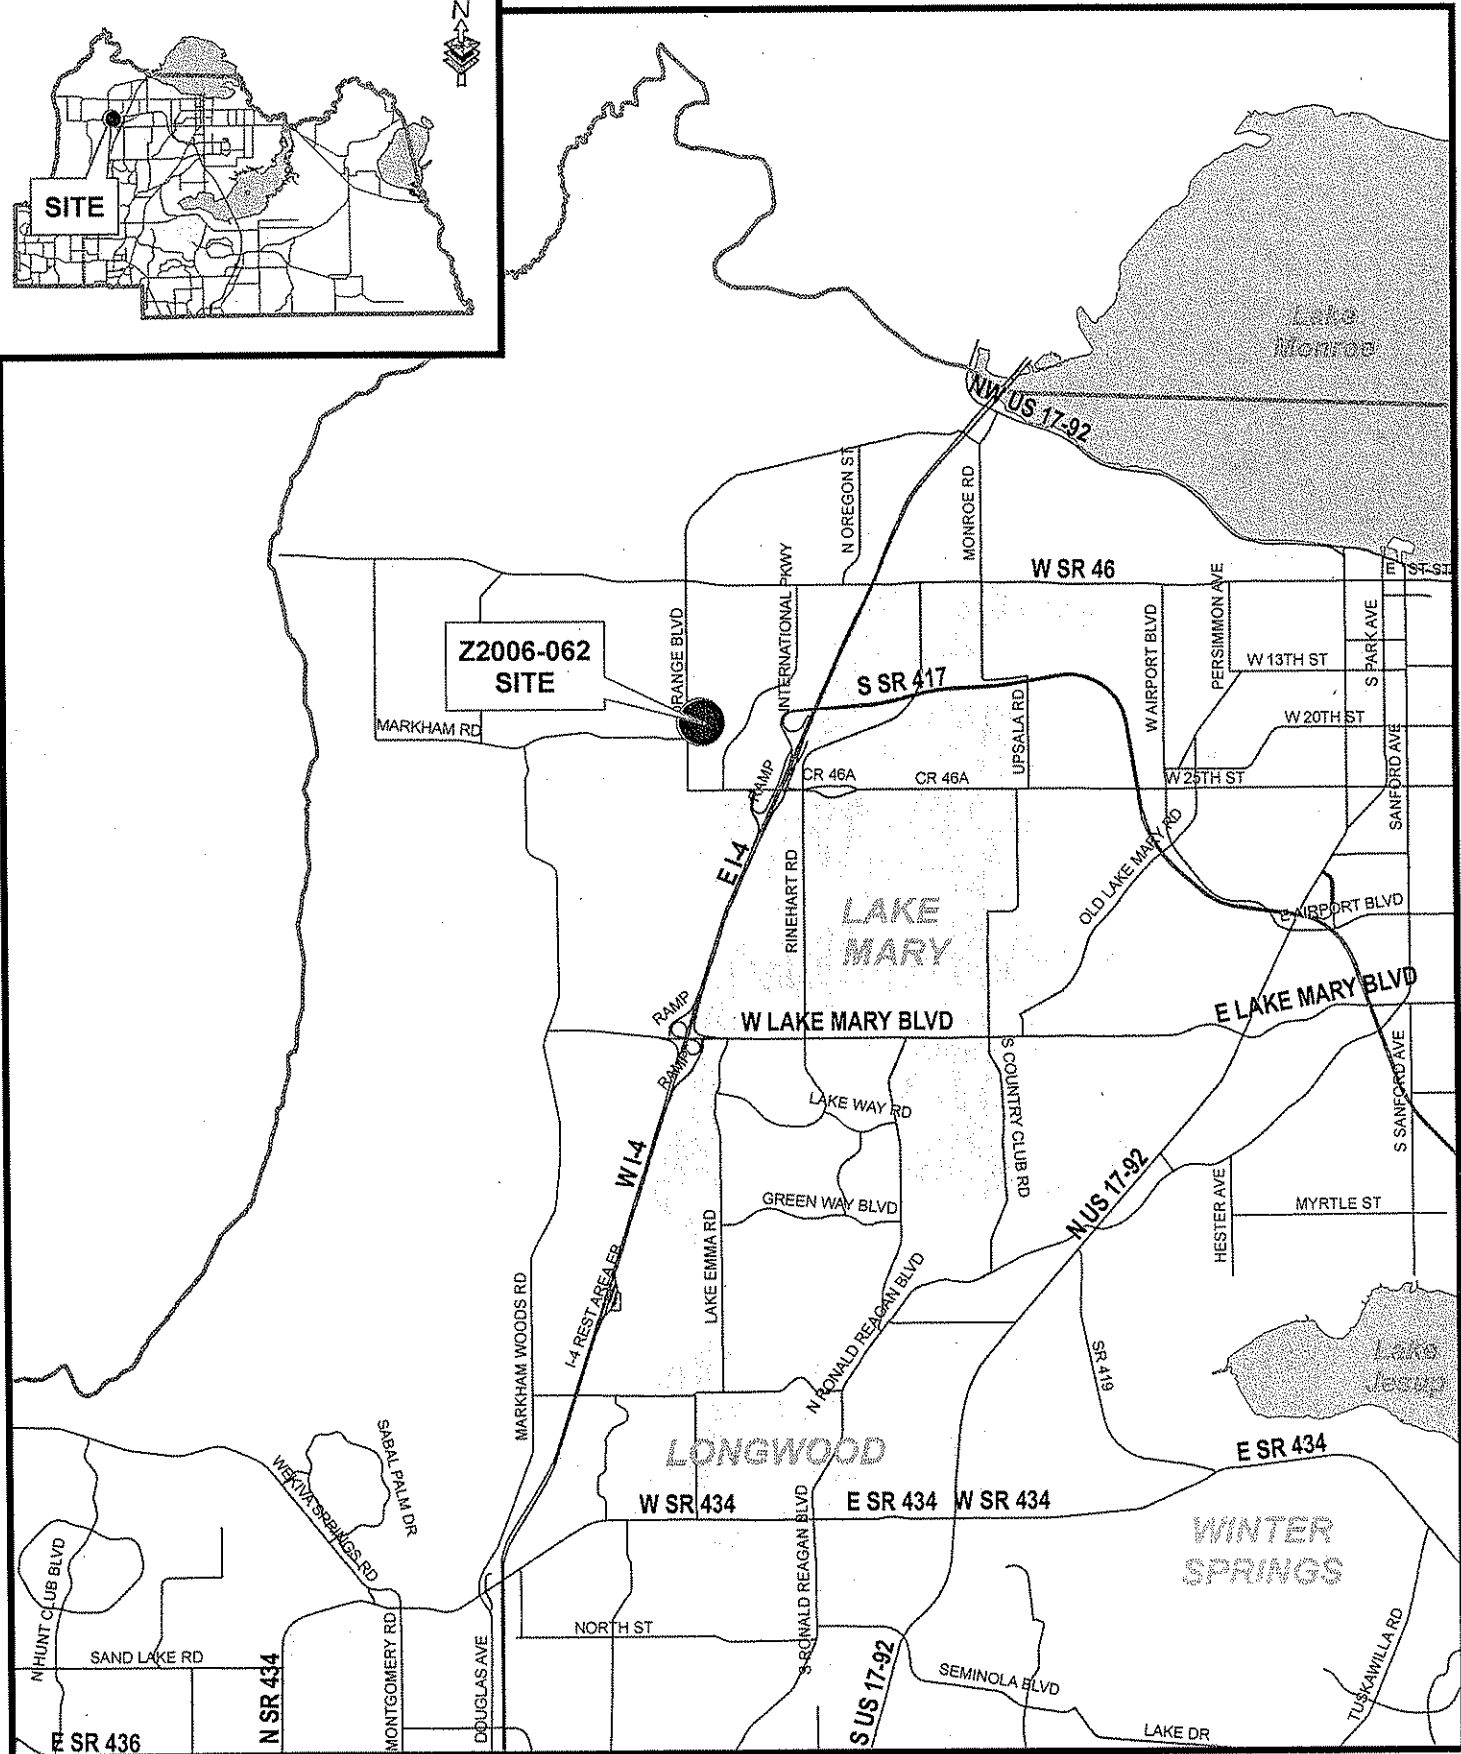 N
SITE
Lake
Monroe
NW US 17-92
N OREGON ST
MONROE RD
INTERNATIONAL PKWY
W SR 46
E
ST ST
PERSIMMON AVE
W AIRPORT BLVD
S PARK AVE
RANGE BLVD
Z2006-062
SITE
W 13TH ST
S SR 417
UPSALA RD
W 20TH ST
MARKHAM RD
SANFORD AVE
RAMP
CR 46A
CR 46A
W 25TH ST
E I-4
RINEHART RD
OLD LAKE MARY RD
LAKE
MARY
E AIRPORT BLVD
RAMP
W LAKE MARY BLVD
E LAKE MARY BLVD
RAMP
S COUNTRY CLUB RD
S SANFORD AVE
LAKE WAY RD
W I-4
N US 17-92
GREEN WAY BLVD
HESTER AVE
MYRTLE ST
LAKE EMMA RD
MARKHAM WOODS RD
I-4 REST AREA EB
N RONALD REAGAN BLVD
SR 419
Lake
Jesup
SABAL PALM DR
LONGWOOD
E SR 434
WEKIVA SPRINGS RD
W SR 434
E SR 434
W SR 434
WINTER
SPRINGS
N HUNT CLUB BLVD
S RONALD REAGAN BLVD
NORTH ST
SAND LAKE RD
N SR 434
MONTGOMERY RD
DOUGLAS AVE
S US 17-92
SEMINOLA BLVD
TUSKAWILLA RD
LAKE DR
E SR 436